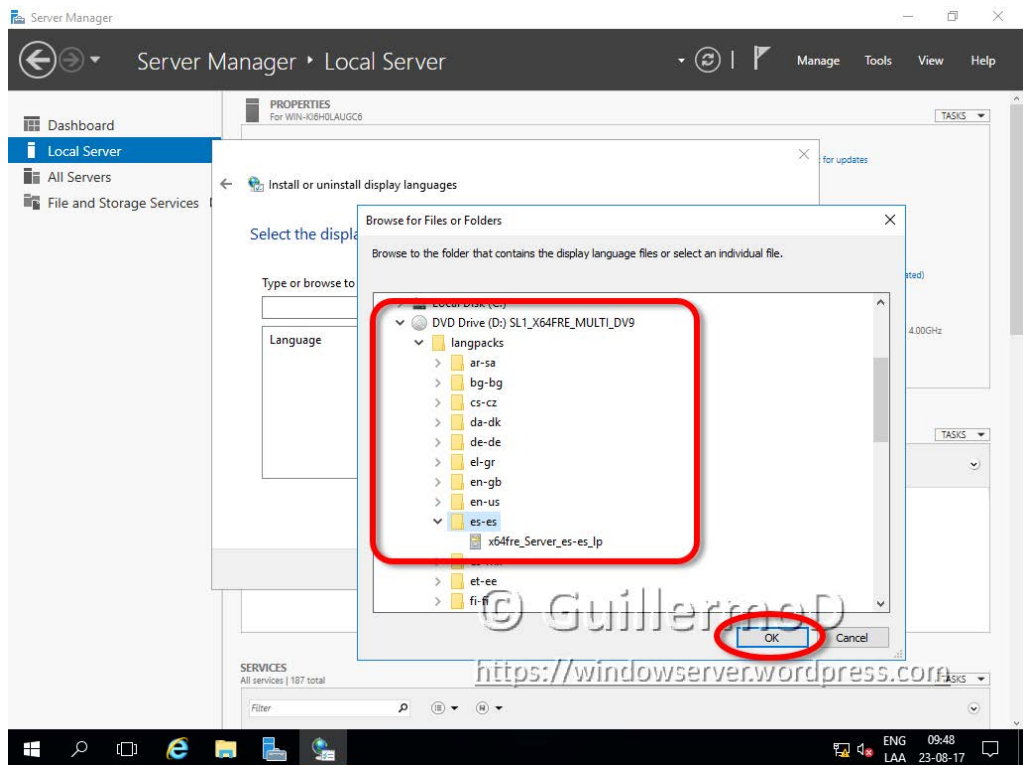 Server Manager
Server Manager ‣ Local Server
Manage Tools View Help
Dashboard
Local Server
All Servers
File and Storage Services
PROPERTIES
For WIN-KI6H0LAUGC6
TASKS
for updates
Install or uninstall display languages
Select the displa
Type or browse to
Language
Browse for Files or Folders
Browse to the folder that contains the display language files or select an individual file.
Local Disk (C:)
DVD Drive (D:) SL1_X64FRE_MULTI_DV9
langpacks
ar-sa
bg-bg
cs-cz
da-dk
de-de
el-gr
en-gb
en-us
es-es
x64fre_Server_es-es_lp
et-ee
fi-fi
OK Cancel
ated)
4.00GHz
TASKS
© GuillermoD
https://windowserver.wordpress.com
SERVICES
All services | 187 total
TASKS
Filter
ENG 09:48
LAA 23-08-17